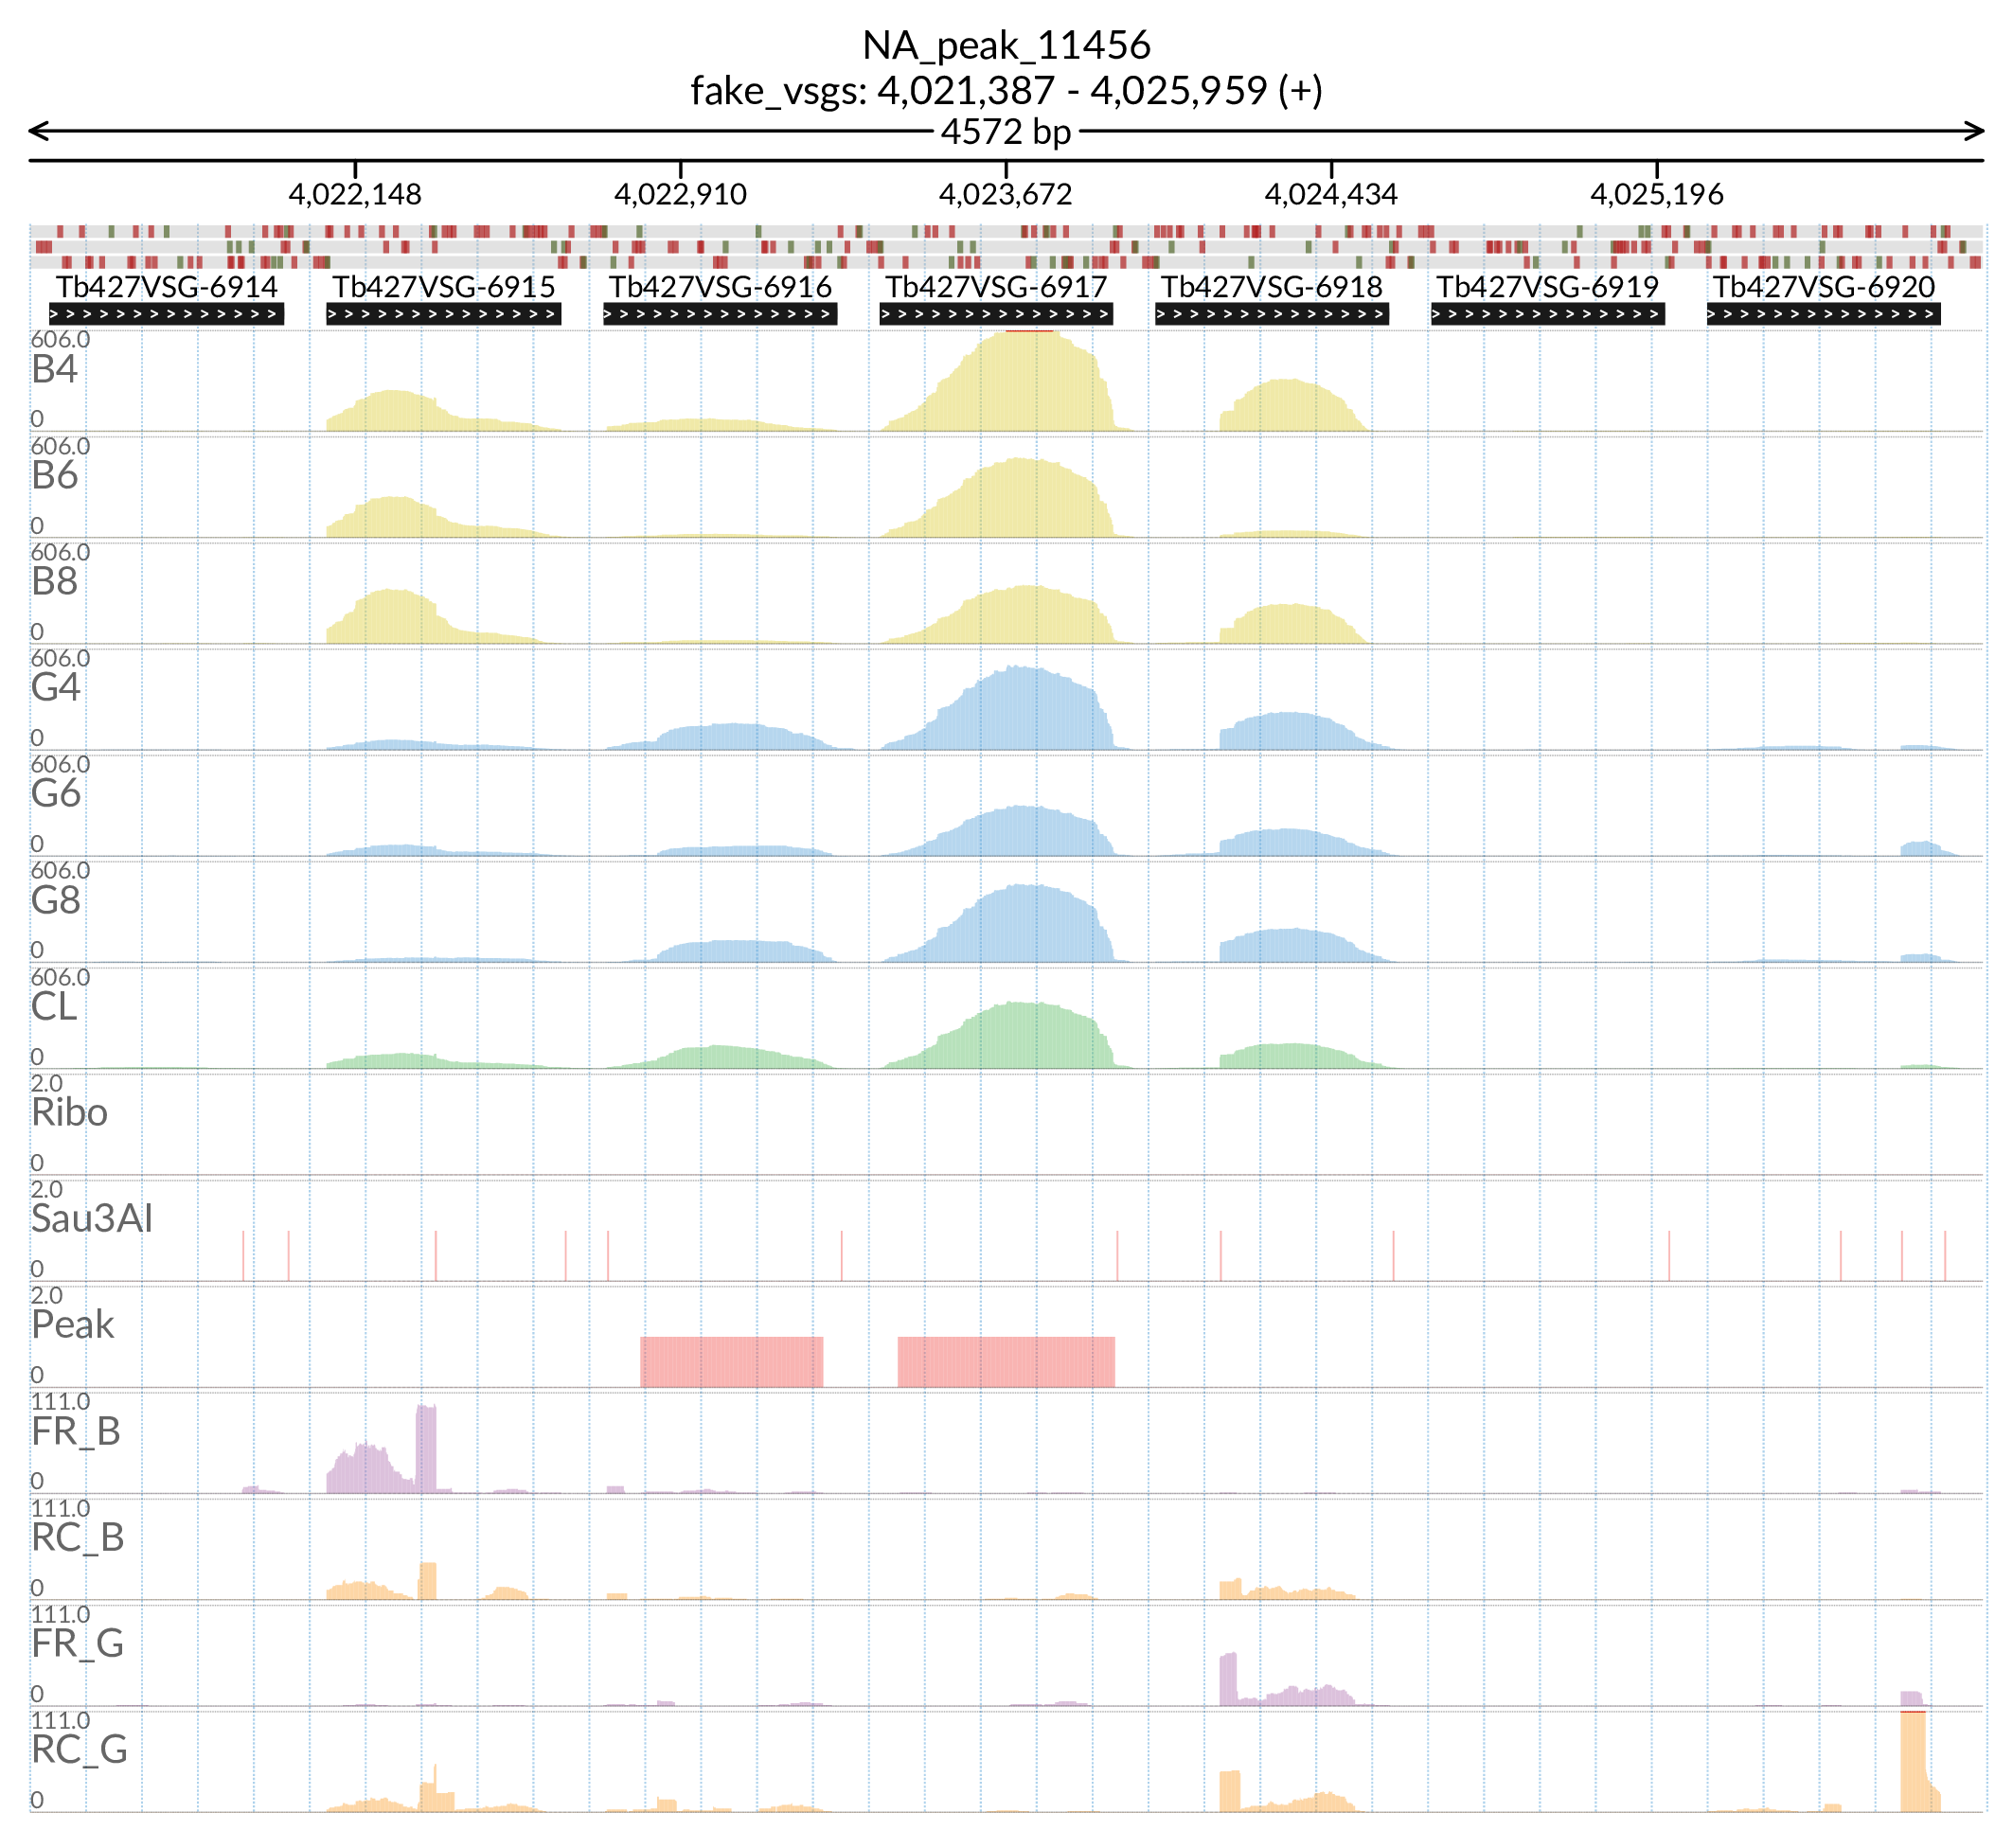 NA_peak_11456
fake_vsgs: 4,021,387 - 4,025,959 (+)
4572 bp
4,022,148 4,022,910 4,023,672 4,024,434 4,025,196
Tb427VSG-6914 Tb427VSG-6915 Tb427VSG-6916 Tb427VSG-6917 Tb427VSG-6918 Tb427VSG-6919 Tb427VSG-6920
606.0
B4
0
606.0
B6
0
606.0
B8
0
606.0
G4
0
606.0
G6
0
606.0
G8
0
606.0
CL
0
2.0
Ribo
0
2.0
Sau3AI
0
2.0
Peak
0
111.0
FR_B
0
111.0
RC_B
0
111.0
FR_G
0
111.0
RC_G
0